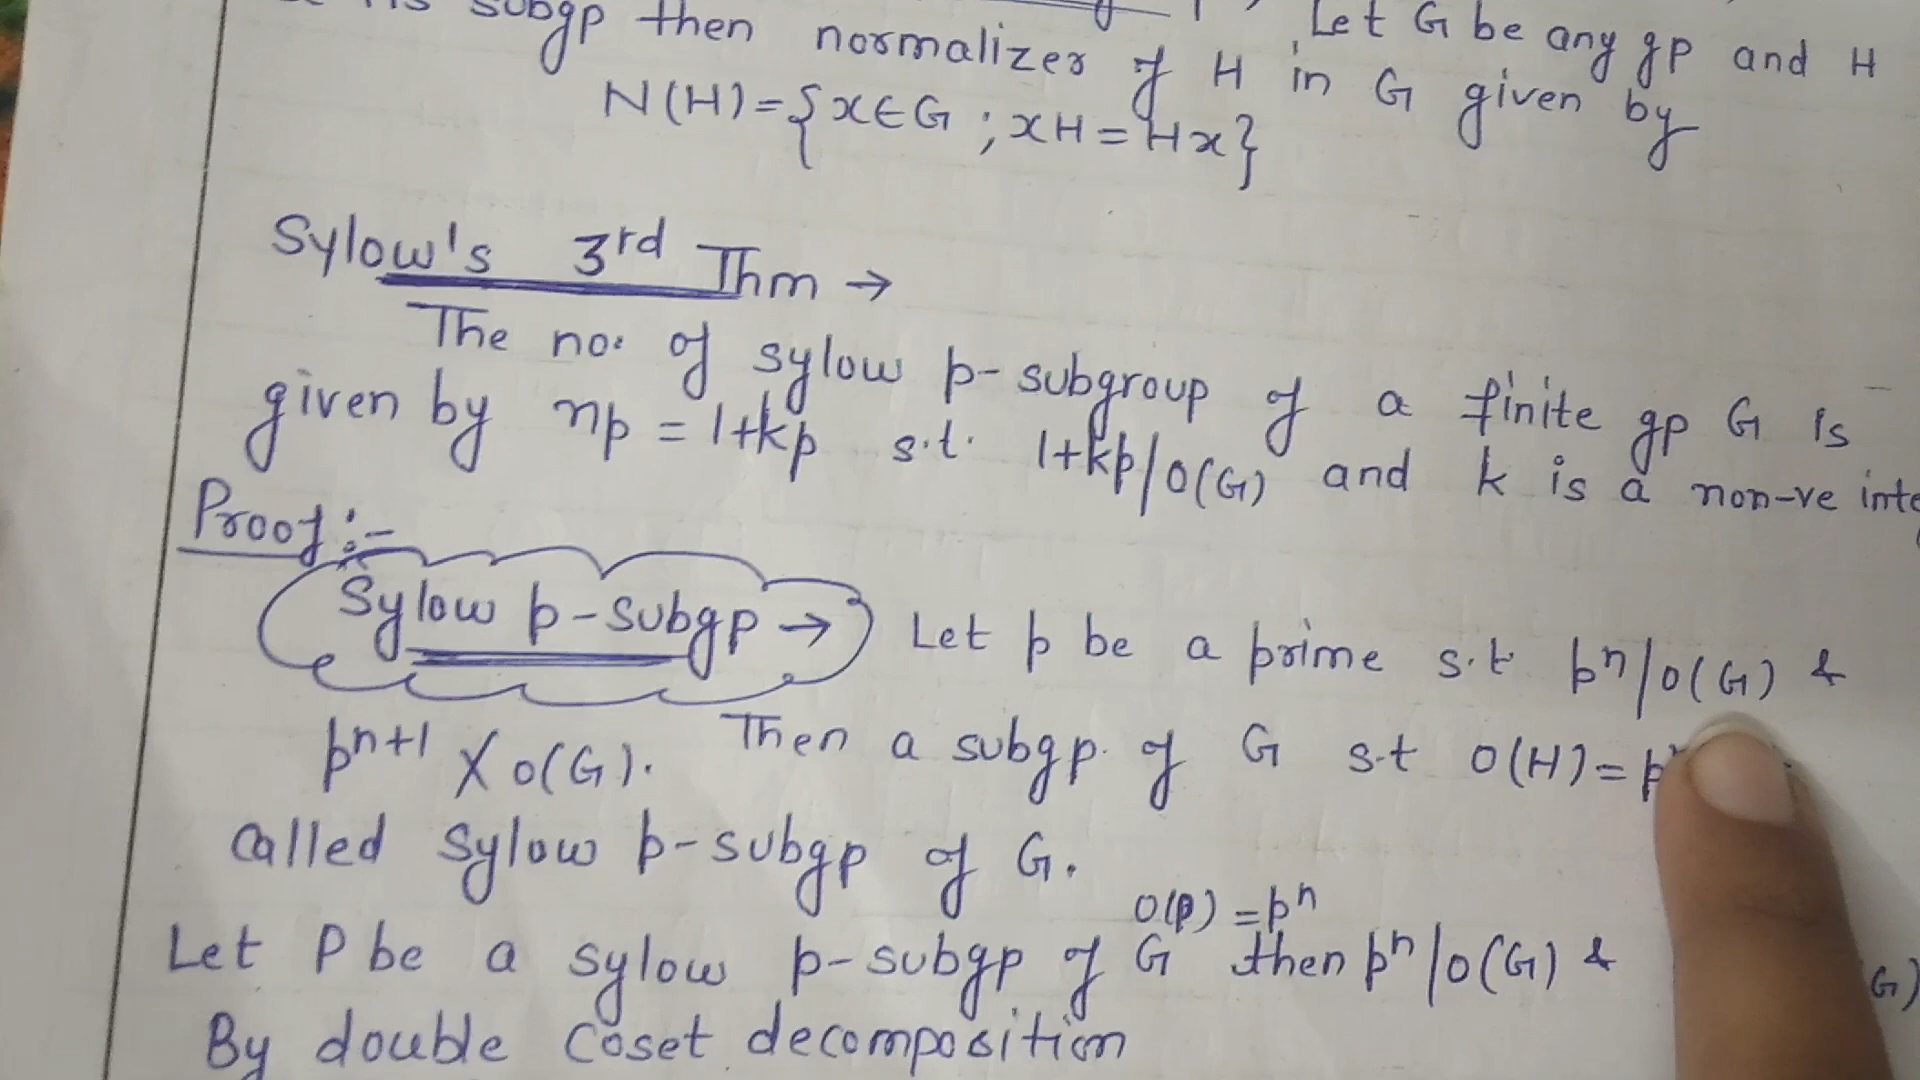 subgp then normalizer of H in G given by Let G be any gp and H
N(H)={x∈G ; xH=Hx}
Sylow's 3rd Thm →
The no. of sylow p-subgroup of a finite gp G is
given by np = 1+kp s.t. 1+kp/o(G) and k is a non-ve inte
Proof:-
Sylow p-subgp → Let p be a prime s.t. pⁿ/o(G) &
pⁿ⁺¹ ∤ o(G). Then a subgp. of G s.t O(H)=p
called sylow p-subgp of G.
O(P)=pⁿ
Let P be a sylow p-subgp of G then pⁿ/o(G) & G)
By double coset decomposition